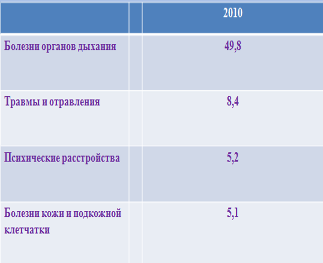 2010
Болезни органов дыхания 49,8
Травмы и отравления 8,4
Психические расстройства 5,2
Болезни кожи и подкожной 5,1
клетчатки